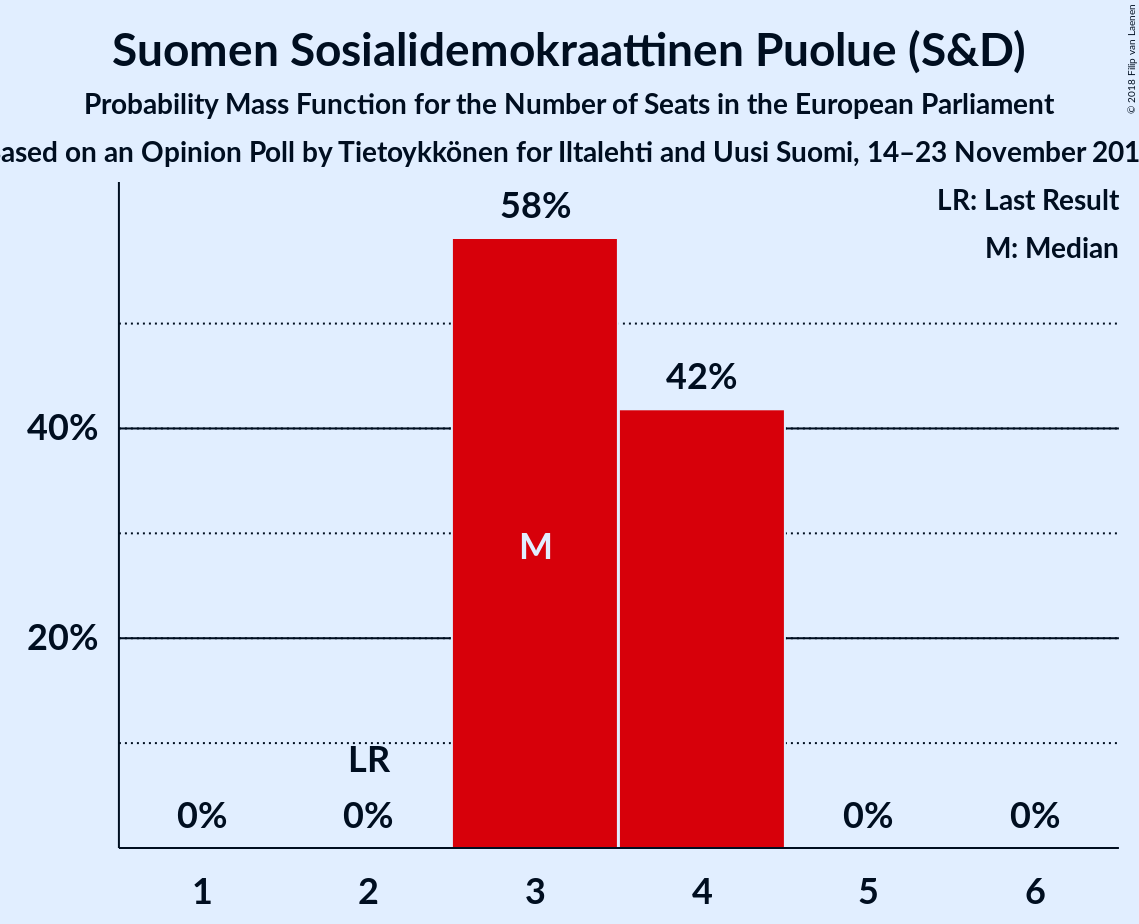 Suomen Sosialidemokraattinen Puolue (S&D)
Probability Mass Function for the Number of Seats in the European Parliament
ased on an Opinion Poll by Tietoykkönen for Iltalehti and Uusi Suomi, 14–23 November 201
© 2018 Filip van Laenen
LR: Last Result
M: Median
58%
42%
40%
M
20%
LR
0%
0%
0%
0%
1
2
3
4
5
6